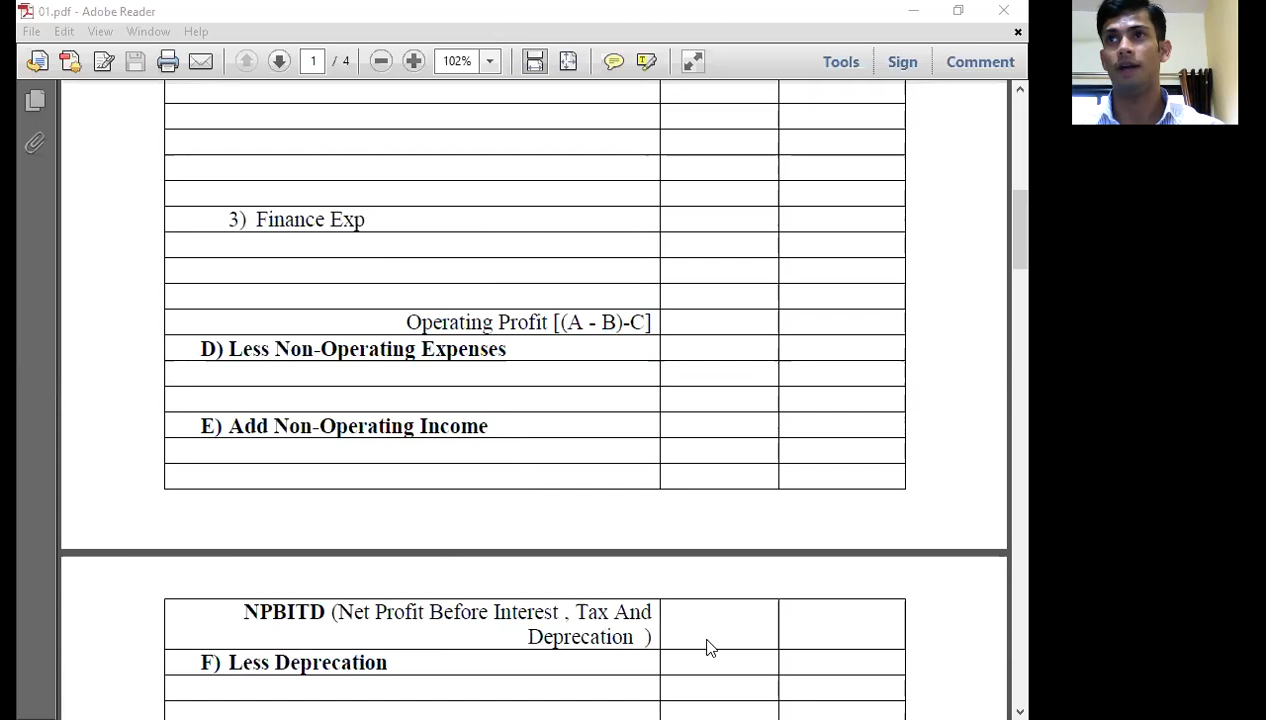 01.pdf - Adobe Reader
File Edit View Window Help
1 / 4 102% Tools Sign Comment
3) Finance Exp
Operating Profit [(A - B)-C]
D) Less Non-Operating Expenses
E) Add Non-Operating Income
NPBITD (Net Profit Before Interest , Tax And
Deprecation )
F) Less Deprecation